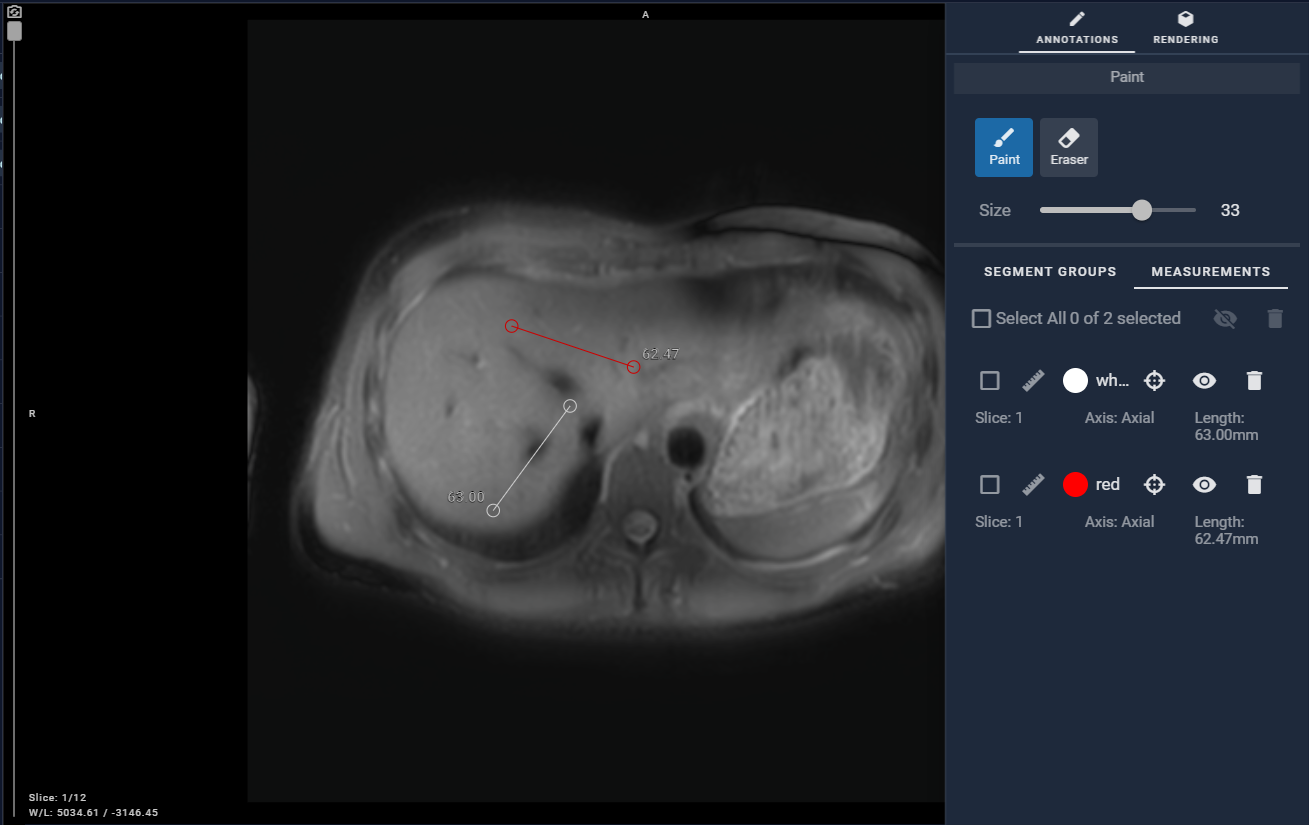 A
R
62.47
63.00
Slice: 1/12
W/L: 5034.61 / -3146.45
ANNOTATIONS
RENDERING
Paint
Paint
Eraser
Size
33
SEGMENT GROUPS
MEASUREMENTS
Select All 0 of 2 selected
wh...
Slice: 1
Axis: Axial
Length:
63.00mm
red
Slice: 1
Axis: Axial
Length:
62.47mm